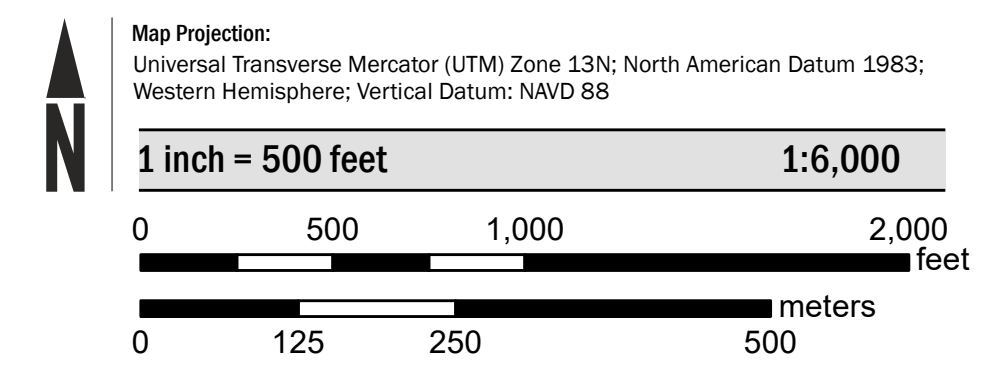 N
Map Projection:
Universal Transverse Mercator (UTM) Zone 13N; North American Datum 1983;
Western Hemisphere; Vertical Datum: NAVD 88
1 inch = 500 feet 1:6,000
0 500 1,000 2,000
feet
meters
0 125 250 500